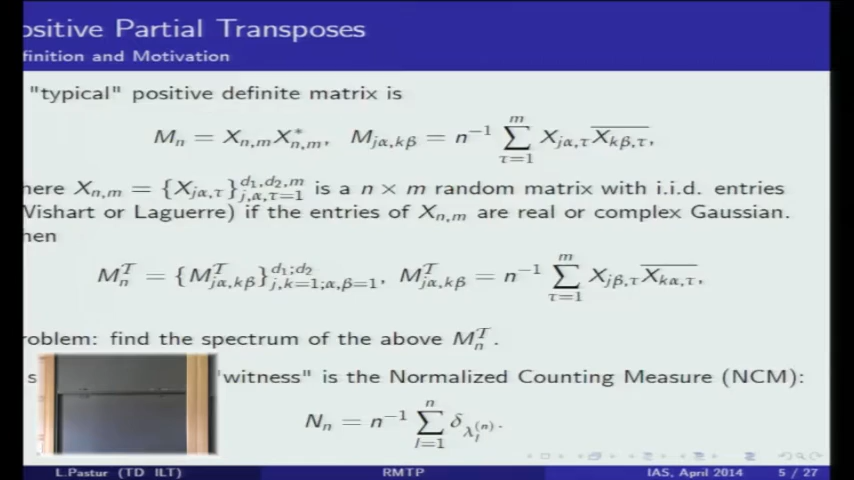 ositive Partial Transposes
finition and Motivation
"typical" positive definite matrix is
M_n = X_{n,m}X^*_{n,m}, M_{jα,kβ} = n^{-1} \sum_{τ=1}^{m} X_{jα,τ}\overline{X_{kβ,τ}},
here X_{n,m} = {X_{jα,τ}}^{d_1,d_2,m}_{j,α,τ=1} is a n × m random matrix with i.i.d. entries
Vishart or Laguerre) if the entries of X_{n,m} are real or complex Gaussian.
hen
M^T_n = {M^T_{jα,kβ}}^{d_1;d_2}_{j,k=1;α,β=1}, M^T_{jα,kβ} = n^{-1} \sum_{τ=1}^{m} X_{jβ,τ}\overline{X_{kα,τ}},
roblem: find the spectrum of the above M^T_n.
s "witness" is the Normalized Counting Measure (NCM):
N_n = n^{-1} \sum_{l=1}^{n} δ_{λ^{(n)}_l}.
L.Pastur (TD ILT) RMTP IAS, April 2014 5 / 27